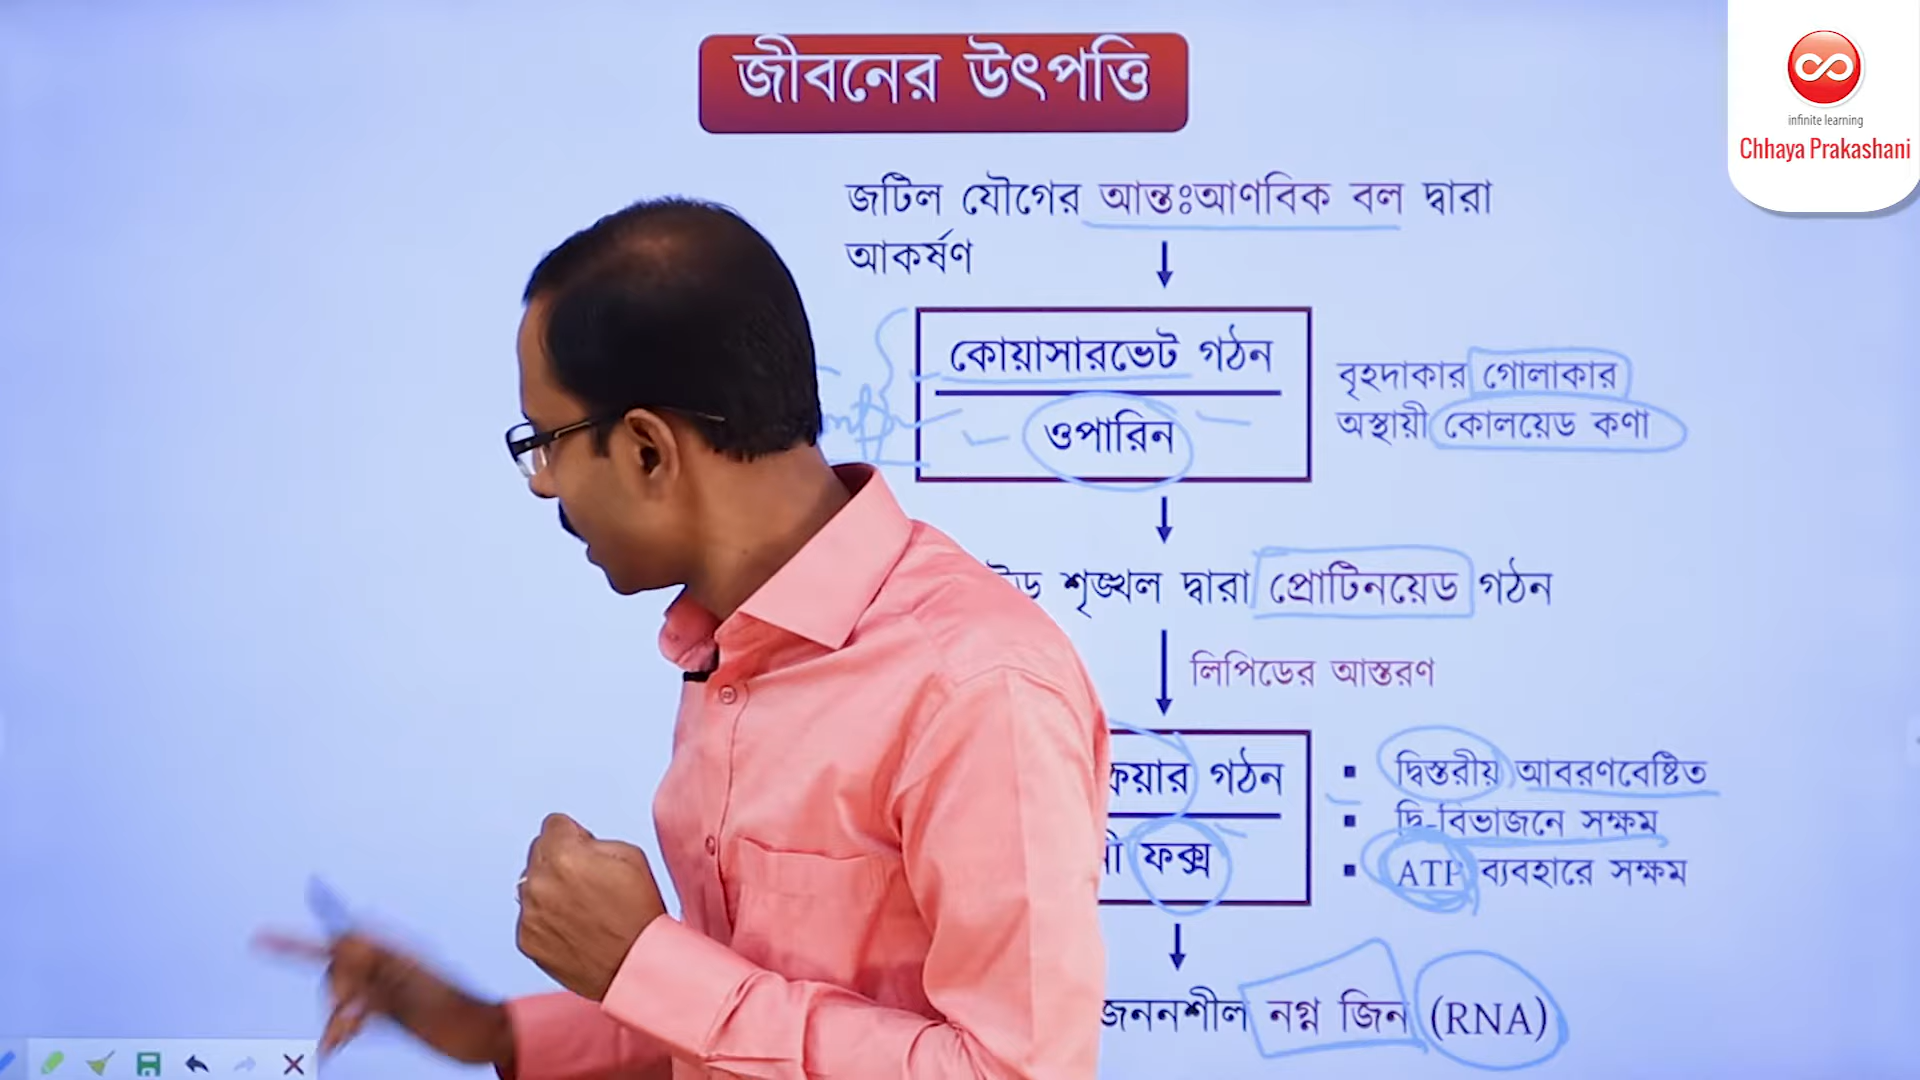 জীবনের উৎপত্তি
infinite learning
Chhaya Prakashani
জটিল যৌগের আন্তঃআণবিক বল দ্বারা
আকর্ষণ
কোয়াসারভেট গঠন
ওপারিন
বৃহদাকার গোলাকার
অস্থায়ী কোলয়েড কণা
শৃঙ্খল দ্বারা প্রোটিনয়েড গঠন
লিপিডের আস্তরণ
গঠন
ফক্স
দ্বিস্তরীয় আবরণবেষ্টিত
দ্বি-বিভাজনে সক্ষম
ATP ব্যবহারে সক্ষম
জননশীল নগ্ন জিন (RNA)